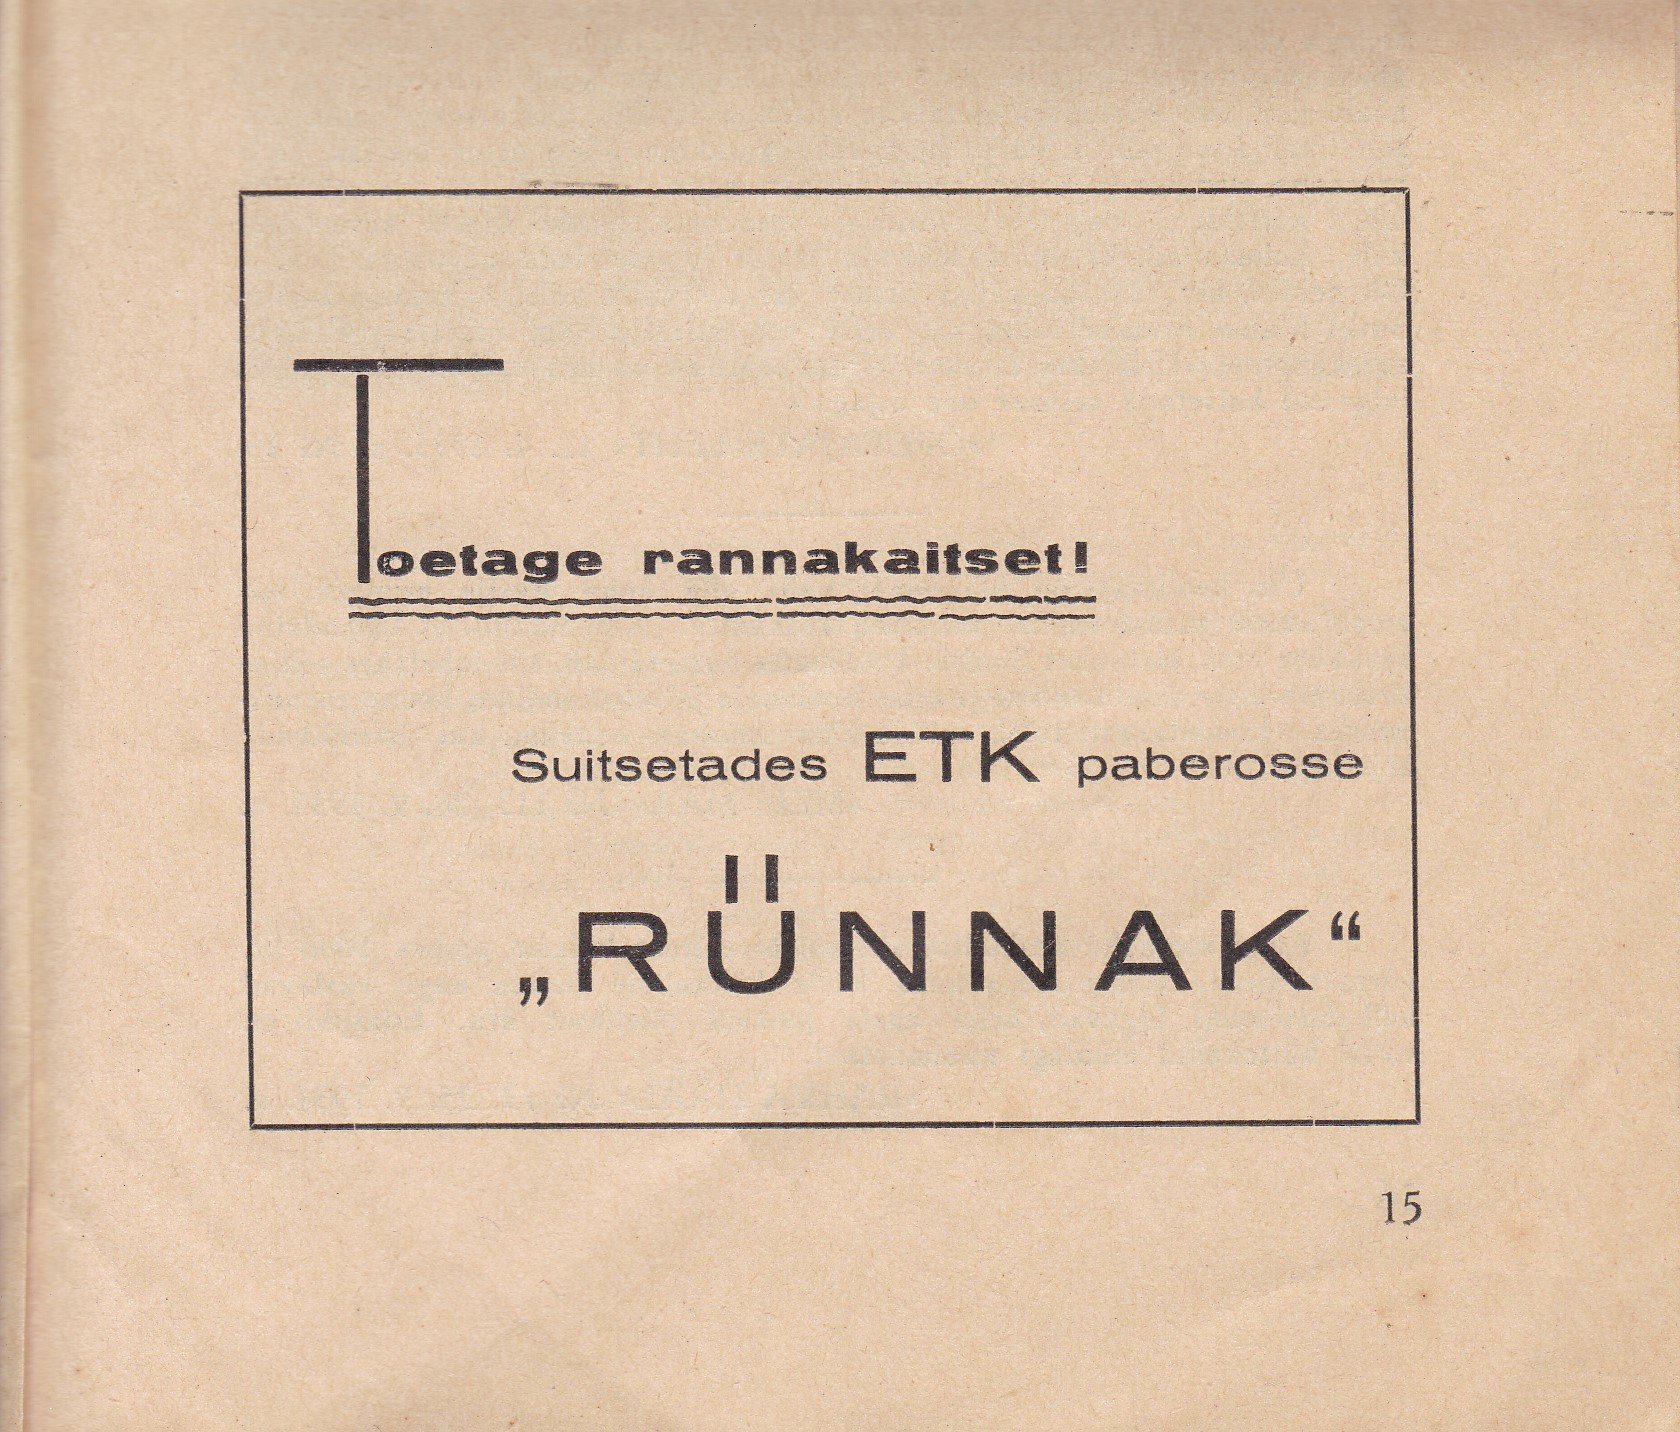 Toetage rannakaitset!
Suitsetades ETK paberosse
„RÜNNAK“
15